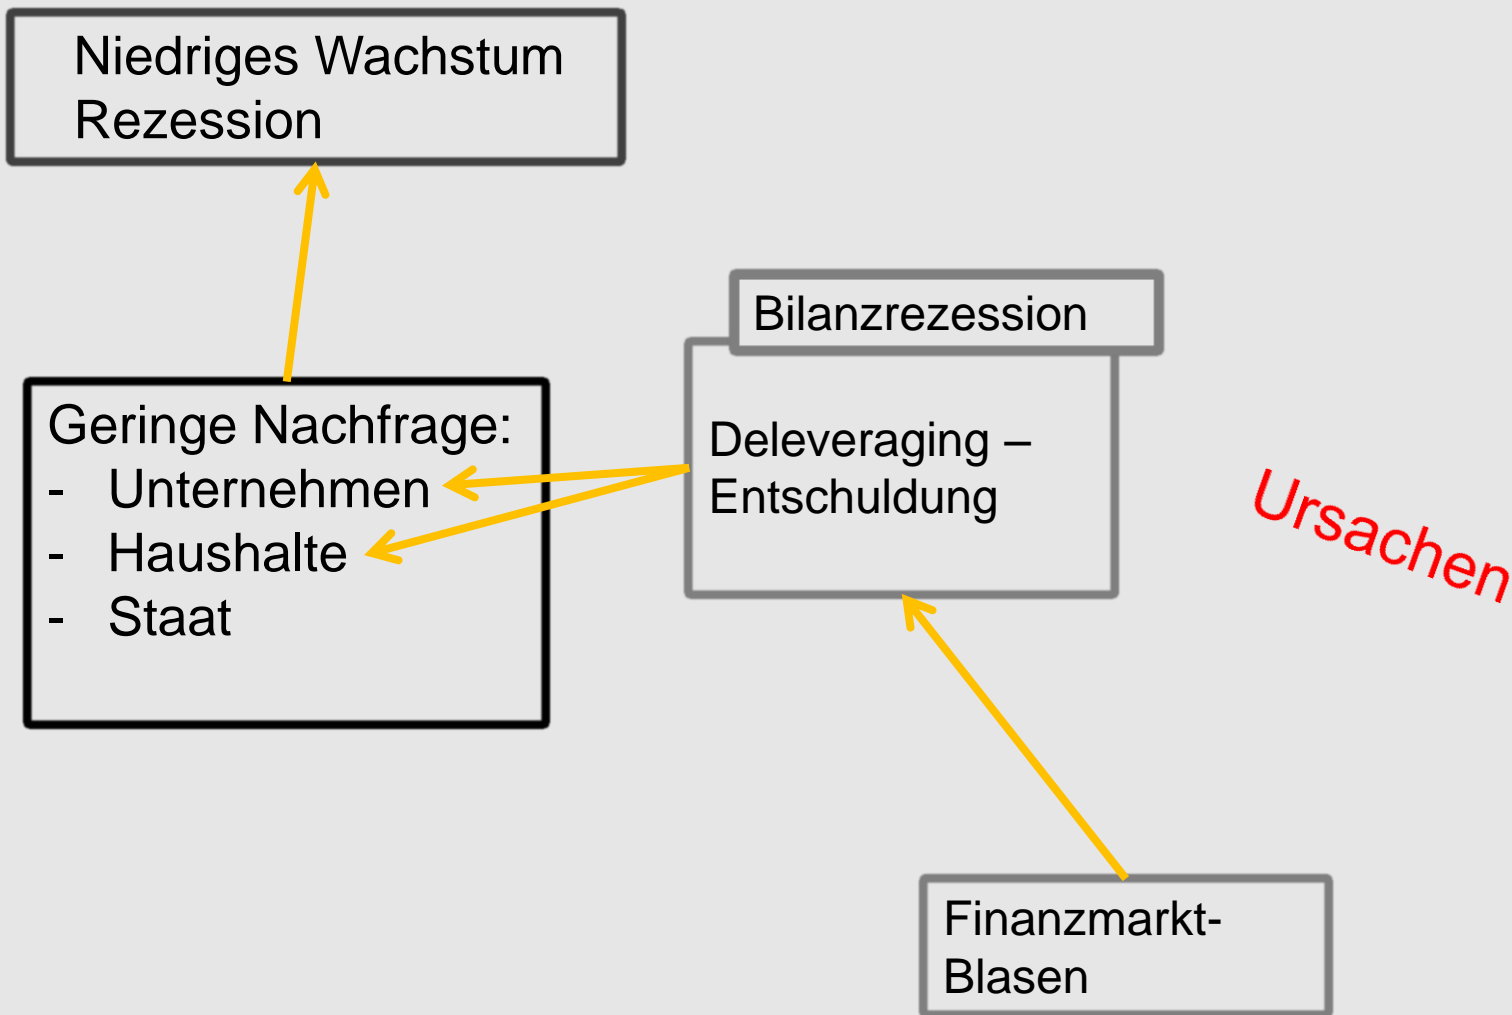 Niedriges Wachstum
Rezession
Bilanzrezession
Geringe Nachfrage:
- Unternehmen
- Haushalte
- Staat
Deleveraging –
Entschuldung
Ursachen
Finanzmarkt-
Blasen